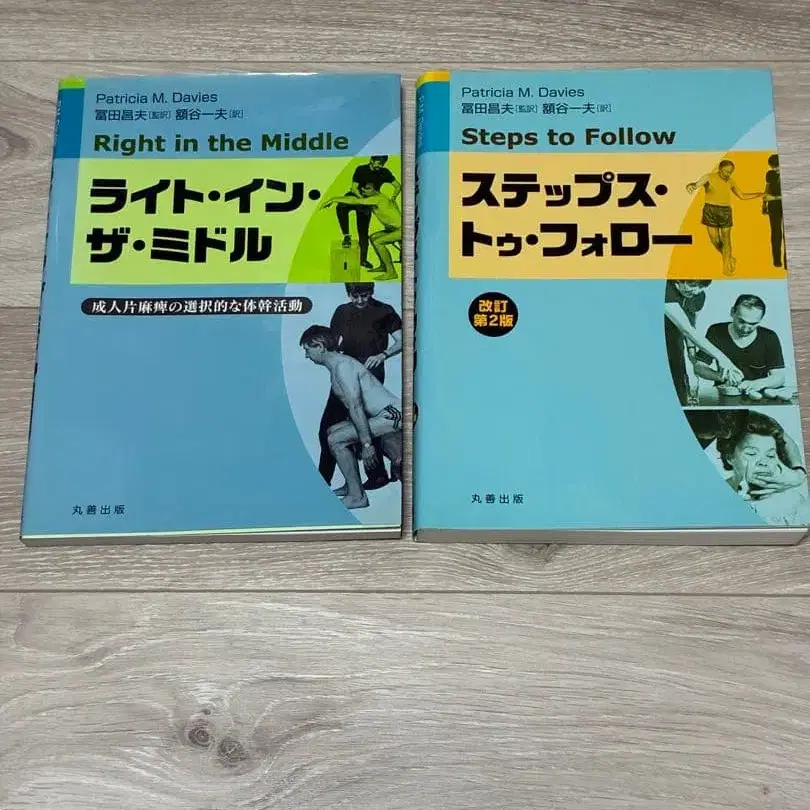 Patricia M. Davies
冨田昌夫[監訳] 額谷一夫[訳]
Right in the Middle
ライト・イン・
ザ・ミドル
成人片麻痺の選択的な体幹活動
丸善出版
Patricia M. Davies
冨田昌夫[監訳] 額谷一夫[訳]
Steps to Follow
ステップス・
トゥ・フォロー
改訂
第2版
丸善出版